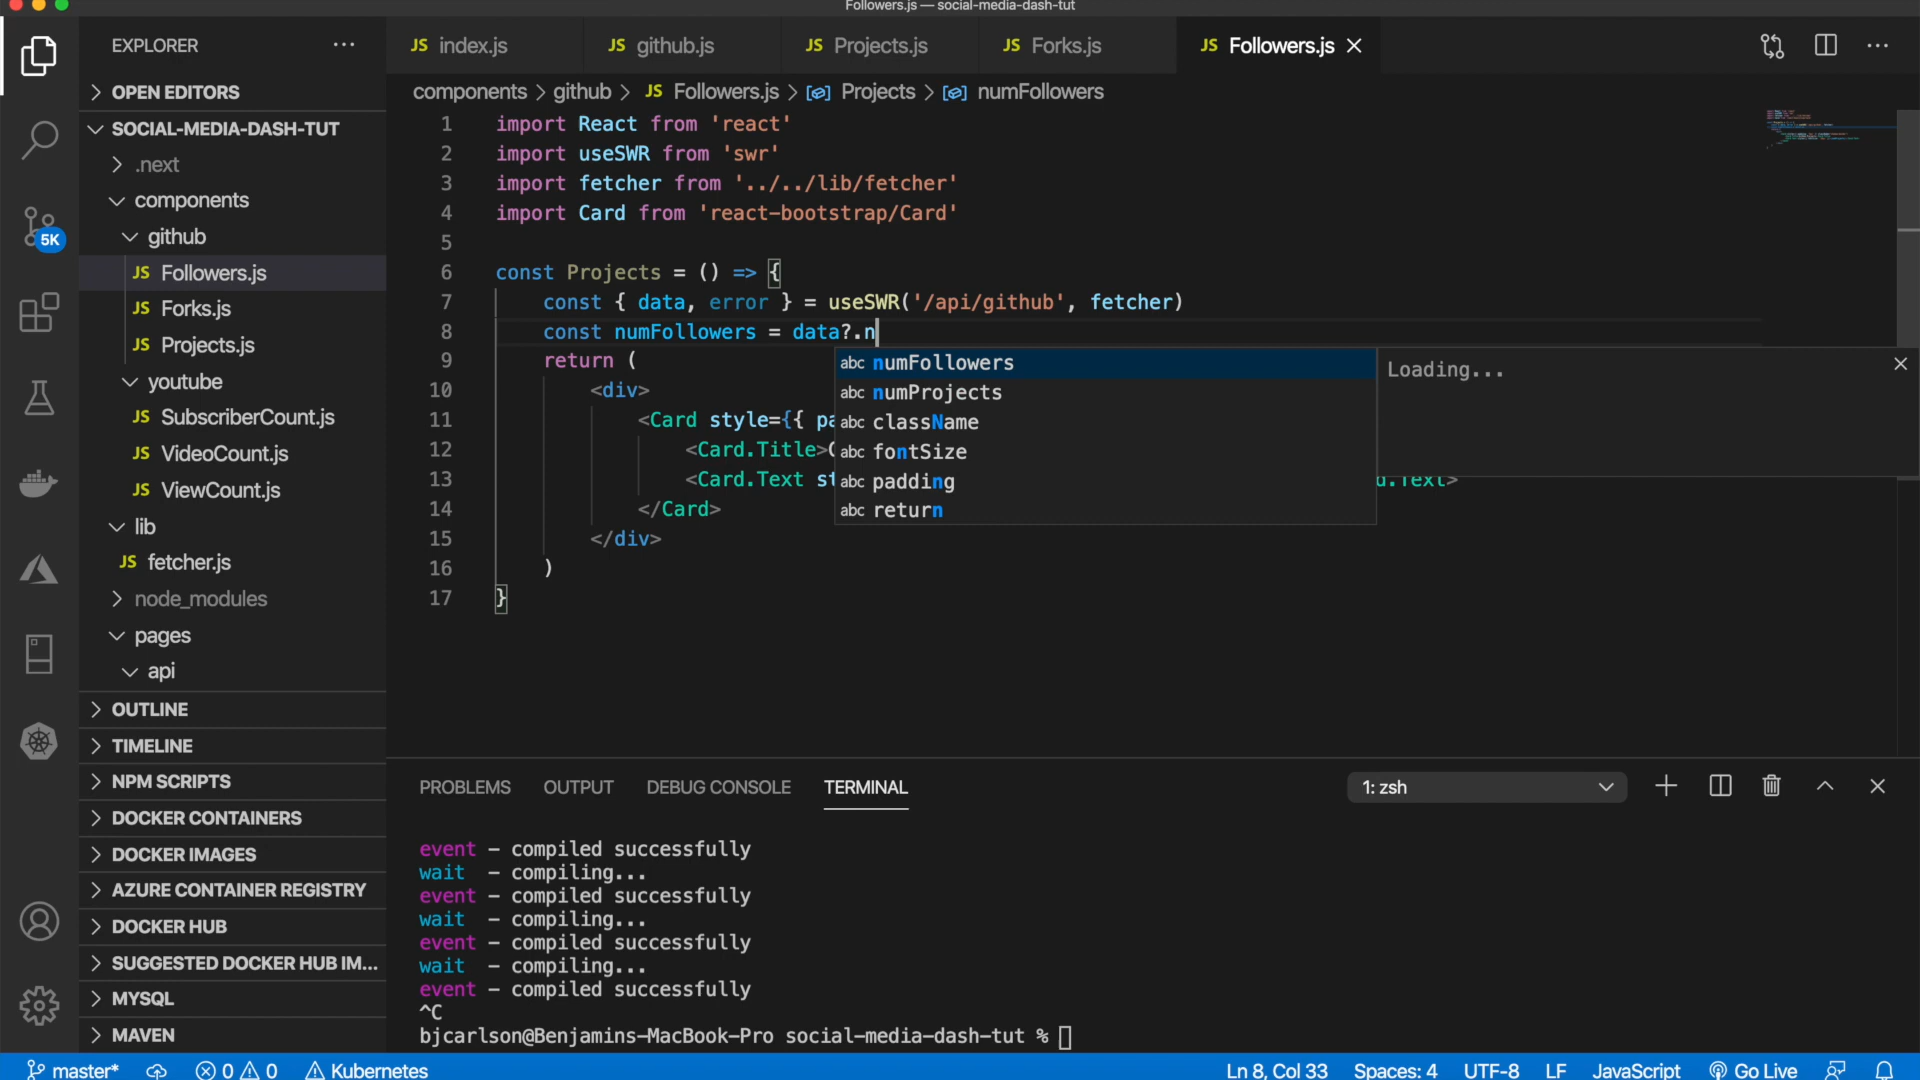 Followers.js — social-media-dash-tut
EXPLORER
JS index.js
JS github.js
JS Projects.js
JS Forks.js
JS Followers.js
OPEN EDITORS
SOCIAL-MEDIA-DASH-TUT
.next
components
github
JS Followers.js
JS Forks.js
JS Projects.js
youtube
JS SubscriberCount.js
JS VideoCount.js
JS ViewCount.js
lib
JS fetcher.js
node_modules
pages
api
OUTLINE
TIMELINE
NPM SCRIPTS
DOCKER CONTAINERS
DOCKER IMAGES
AZURE CONTAINER REGISTRY
DOCKER HUB
SUGGESTED DOCKER HUB IM...
MYSQL
MAVEN
5K
components > github > JS Followers.js > Projects > numFollowers
1 import React from 'react'
2 import useSWR from 'swr'
3 import fetcher from '../../lib/fetcher'
4 import Card from 'react-bootstrap/Card'
5
6 const Projects = () => {
7 const { data, error } = useSWR('/api/github', fetcher)
8 const numFollowers = data?.n
9 return (
10 <div>
11 <Card style={{ pa
12 <Card.Title>
13 <Card.Text st
14 </Card>
15 </div>
16 )
17 }
abc numFollowers
abc numProjects
abc className
abc fontSize
abc padding
abc return
Loading...
d.Text>
PROBLEMS OUTPUT DEBUG CONSOLE TERMINAL
1: zsh
event – compiled successfully
wait – compiling...
event – compiled successfully
wait – compiling...
event – compiled successfully
wait – compiling...
event – compiled successfully
^C
bjcarlson@Benjamins-MacBook-Pro social-media-dash-tut %
master* 0 0 Kubernetes
Ln 8, Col 33 Spaces: 4 UTF-8 LF JavaScript Go Live